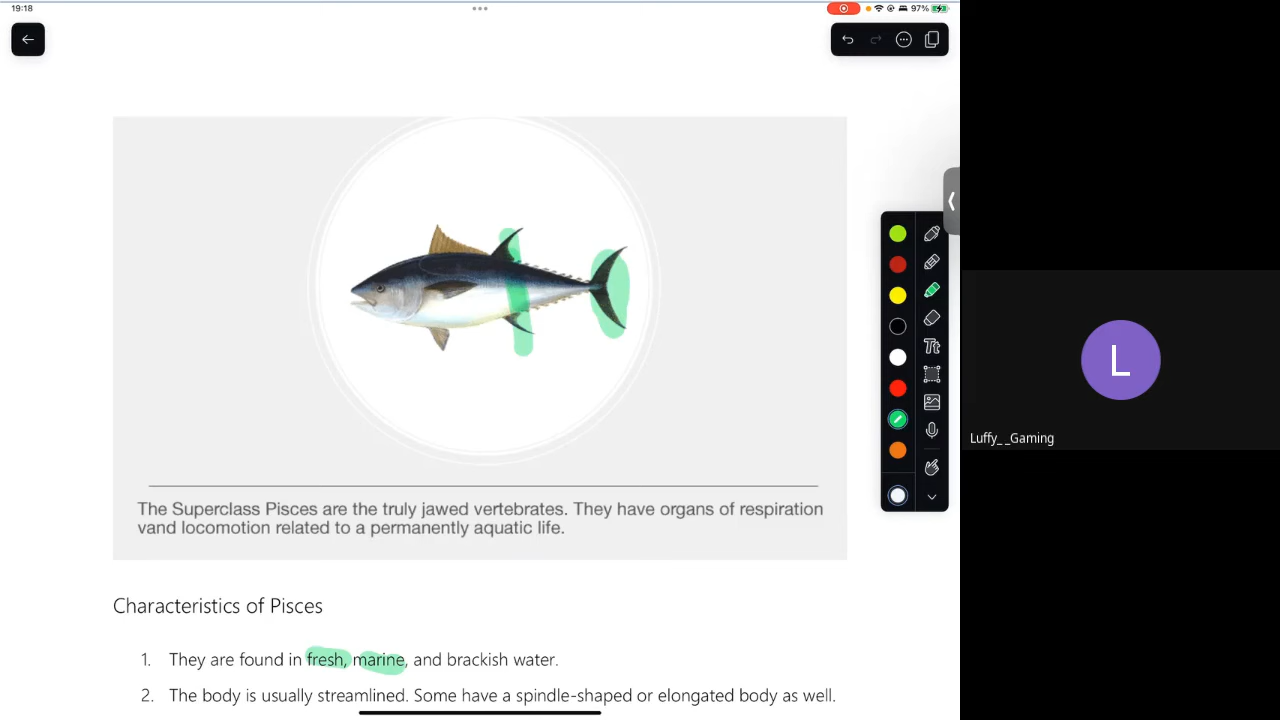 19:18
97%
The Superclass Pisces are the truly jawed vertebrates. They have organs of respiration
vand locomotion related to a permanently aquatic life.
Characteristics of Pisces
1. They are found in fresh, marine, and brackish water.
2. The body is usually streamlined. Some have a spindle-shaped or elongated body as well.
Tt
L
Luffy_ _Gaming